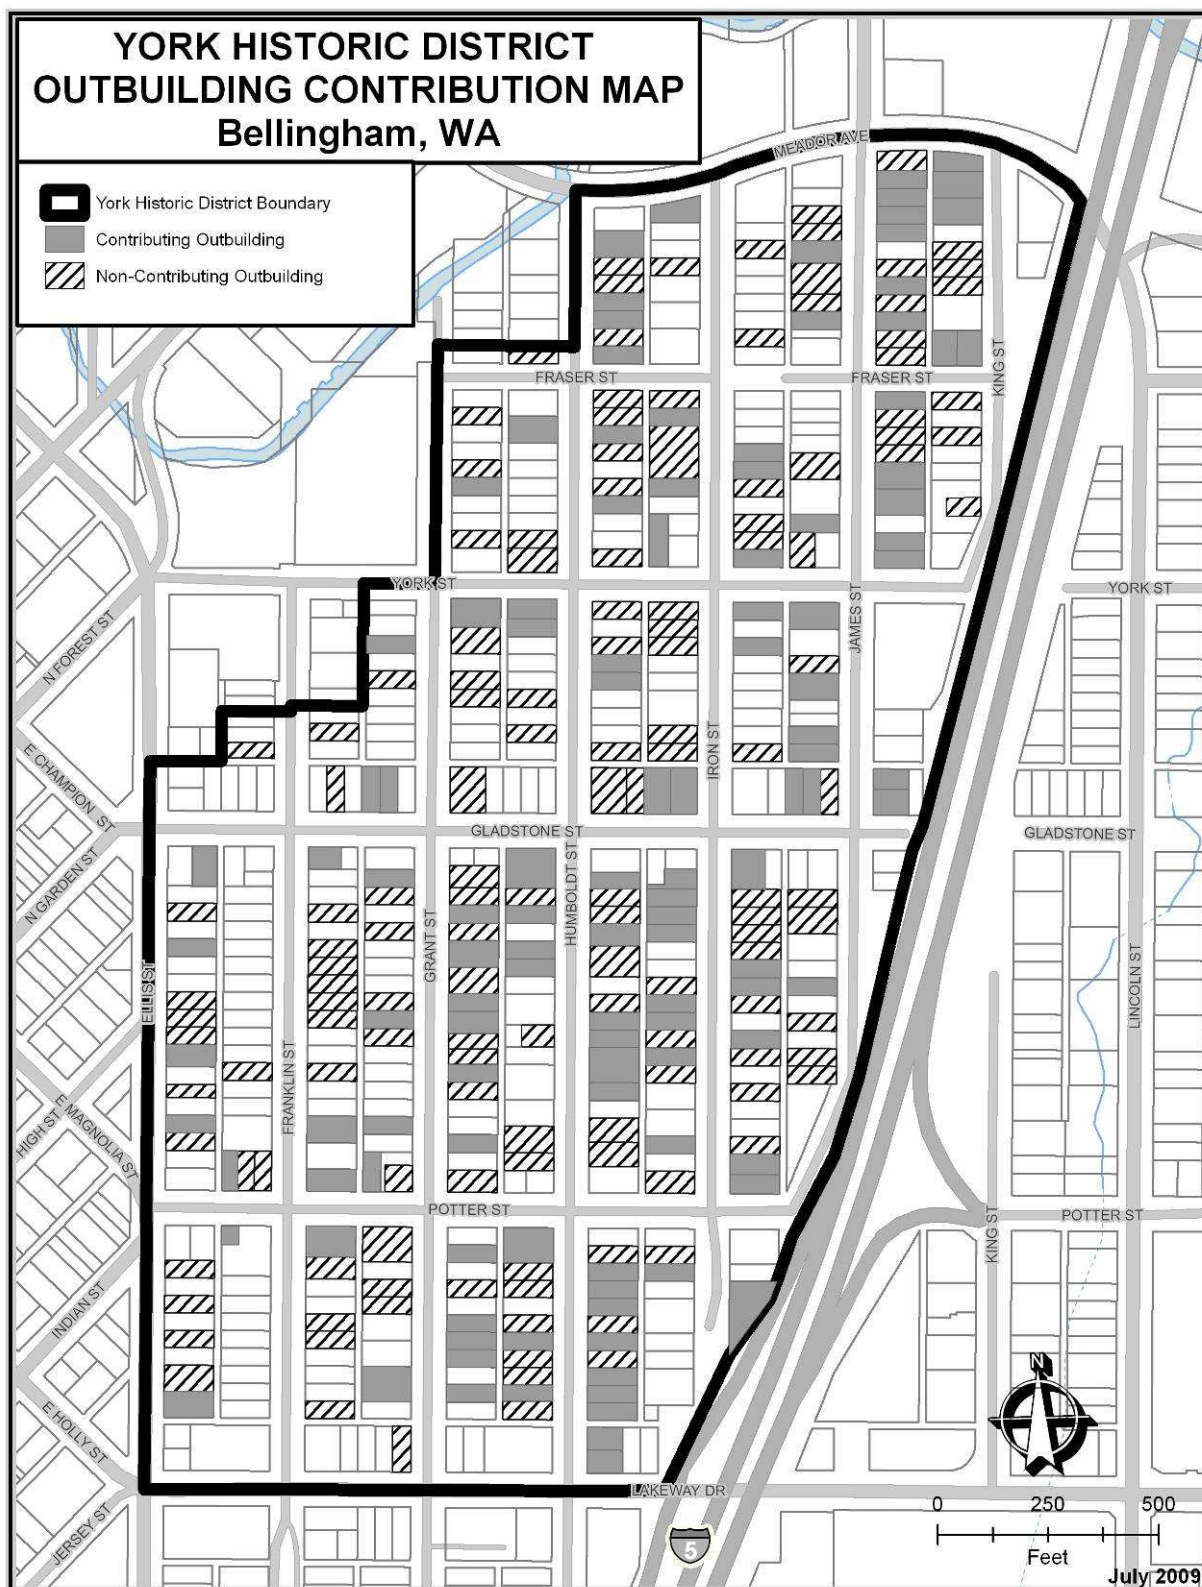 YORK HISTORIC DISTRICT
OUTBUILDING CONTRIBUTION MAP
Bellingham, WA
York Historic District Boundary
Contributing Outbuilding
Non-Contributing Outbuilding
MEADOR AVE
FRASER ST
FRASER ST
KING ST
YORK ST
YORK ST
JAMES ST
N FOREST ST
IRON ST
E CHAMPION ST
GLADSTONE ST
GLADSTONE ST
HUMBOLDT ST
N GARDEN ST
GRANT ST
ELLIS ST
LINCOLN ST
FRANKLIN ST
HIGH ST
E MAGNOLIA ST
POTTER ST
POTTER ST
KING ST
INDIAN ST
E HOLLY ST
N
LAKEWAY DR
JERSEY ST
5
0 250 500
Feet
July 2009